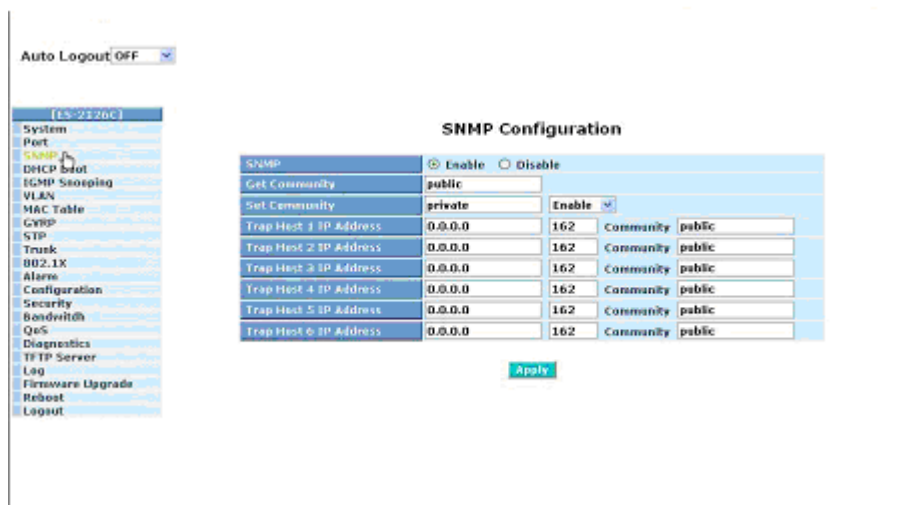 Auto Logout OFF
[ES-2126C]
System
Port
SNMP
DHCP Boot
IGMP Snooping
VLAN
MAC Table
GVRP
STP
Trunk
802.1X
Alarm
Configuration
Security
Bandwitdh
QoS
Diagnostics
TFTP Server
Log
Firmware Upgrade
Reboot
Logout
SNMP Configuration
SNMP Enable Disable
Get Community public
Set Community private Enable
Trap Host 1 IP Address 0.0.0.0 162 Community public
Trap Host 2 IP Address 0.0.0.0 162 Community public
Trap Host 3 IP Address 0.0.0.0 162 Community public
Trap Host 4 IP Address 0.0.0.0 162 Community public
Trap Host 5 IP Address 0.0.0.0 162 Community public
Trap Host 6 IP Address 0.0.0.0 162 Community public
Apply